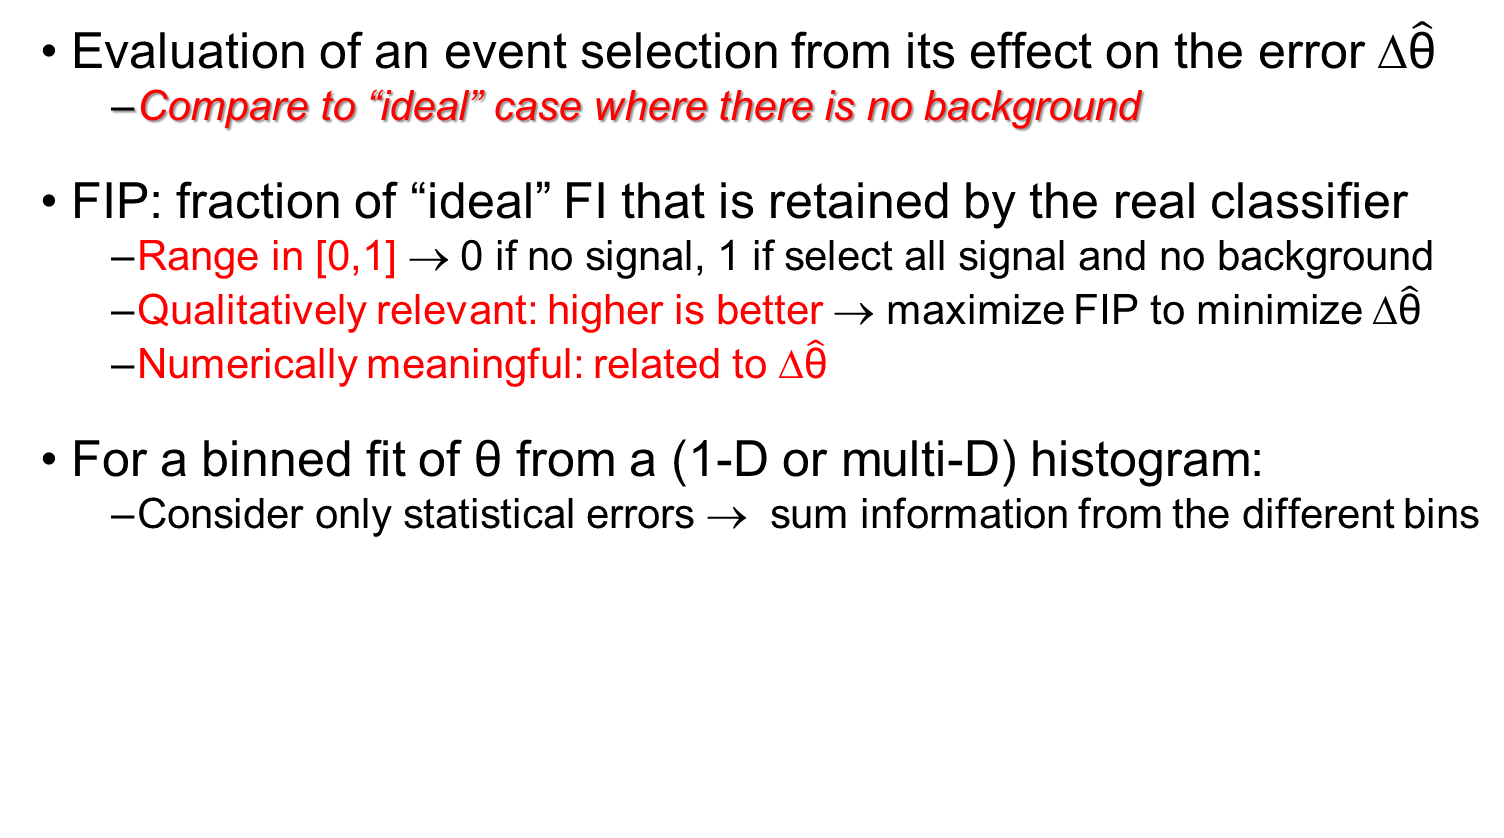 • Evaluation of an event selection from its effect on the error Δθ̂
–Compare to “ideal” case where there is no background
• FIP: fraction of “ideal” FI that is retained by the real classifier
–Range in [0,1] → 0 if no signal, 1 if select all signal and no background
–Qualitatively relevant: higher is better → maximize FIP to minimize Δθ̂
–Numerically meaningful: related to Δθ̂
• For a binned fit of θ from a (1-D or multi-D) histogram:
–Consider only statistical errors → sum information from the different bins